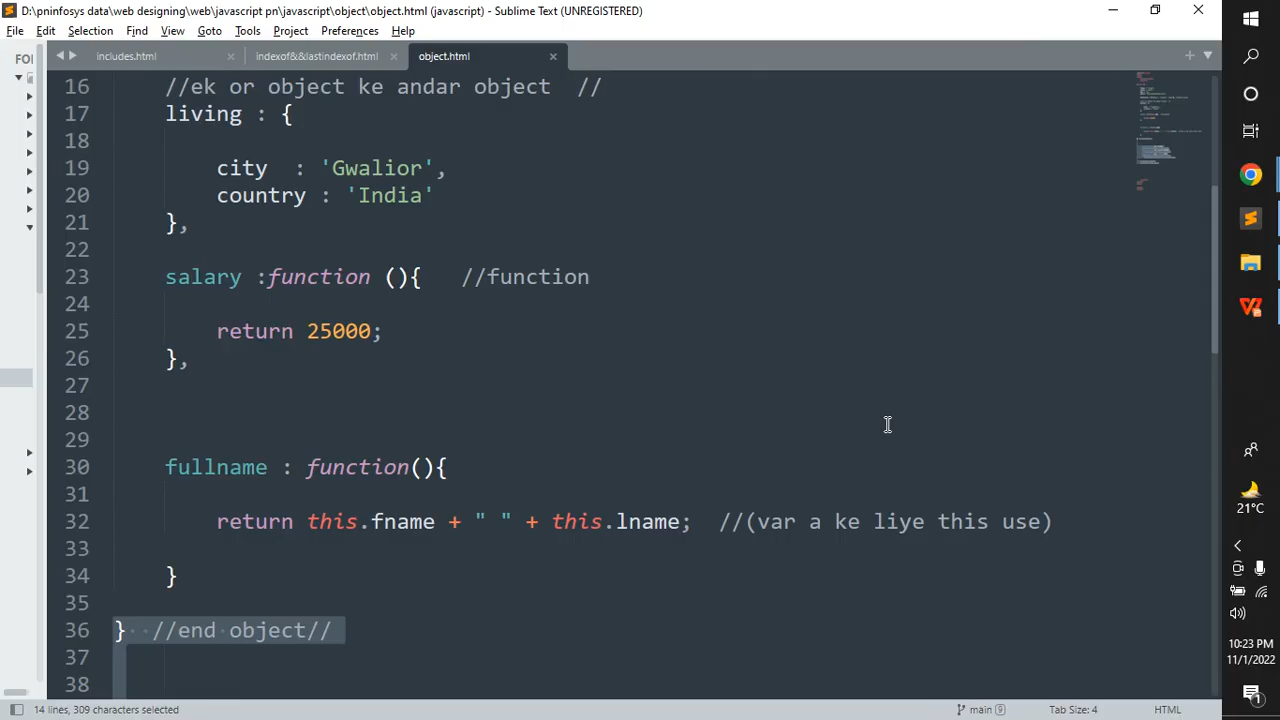 D:\pninfosys data\web designing\web\javascript pn\javascript\object\object.html (javascript) - Sublime Text (UNREGISTERED)
File Edit Selection Find View Goto Tools Project Preferences Help
FO
includes.html
indexof&&lastindexof.html
object.html
16 //ek or object ke andar object //
17 living : {
18
19 city : 'Gwalior',
20 country : 'India'
21 },
22
23 salary :function (){ //function
24
25 return 25000;
26 },
27
28
29
30 fullname : function(){
31
32 return this.fname + " " + this.lname; //(var a ke liye this use)
33
34 }
35
36 } //end object//
37
38
14 lines, 309 characters selected
main 9
Tab Size: 4
HTML
21°C
10:23 PM
11/1/2022
1